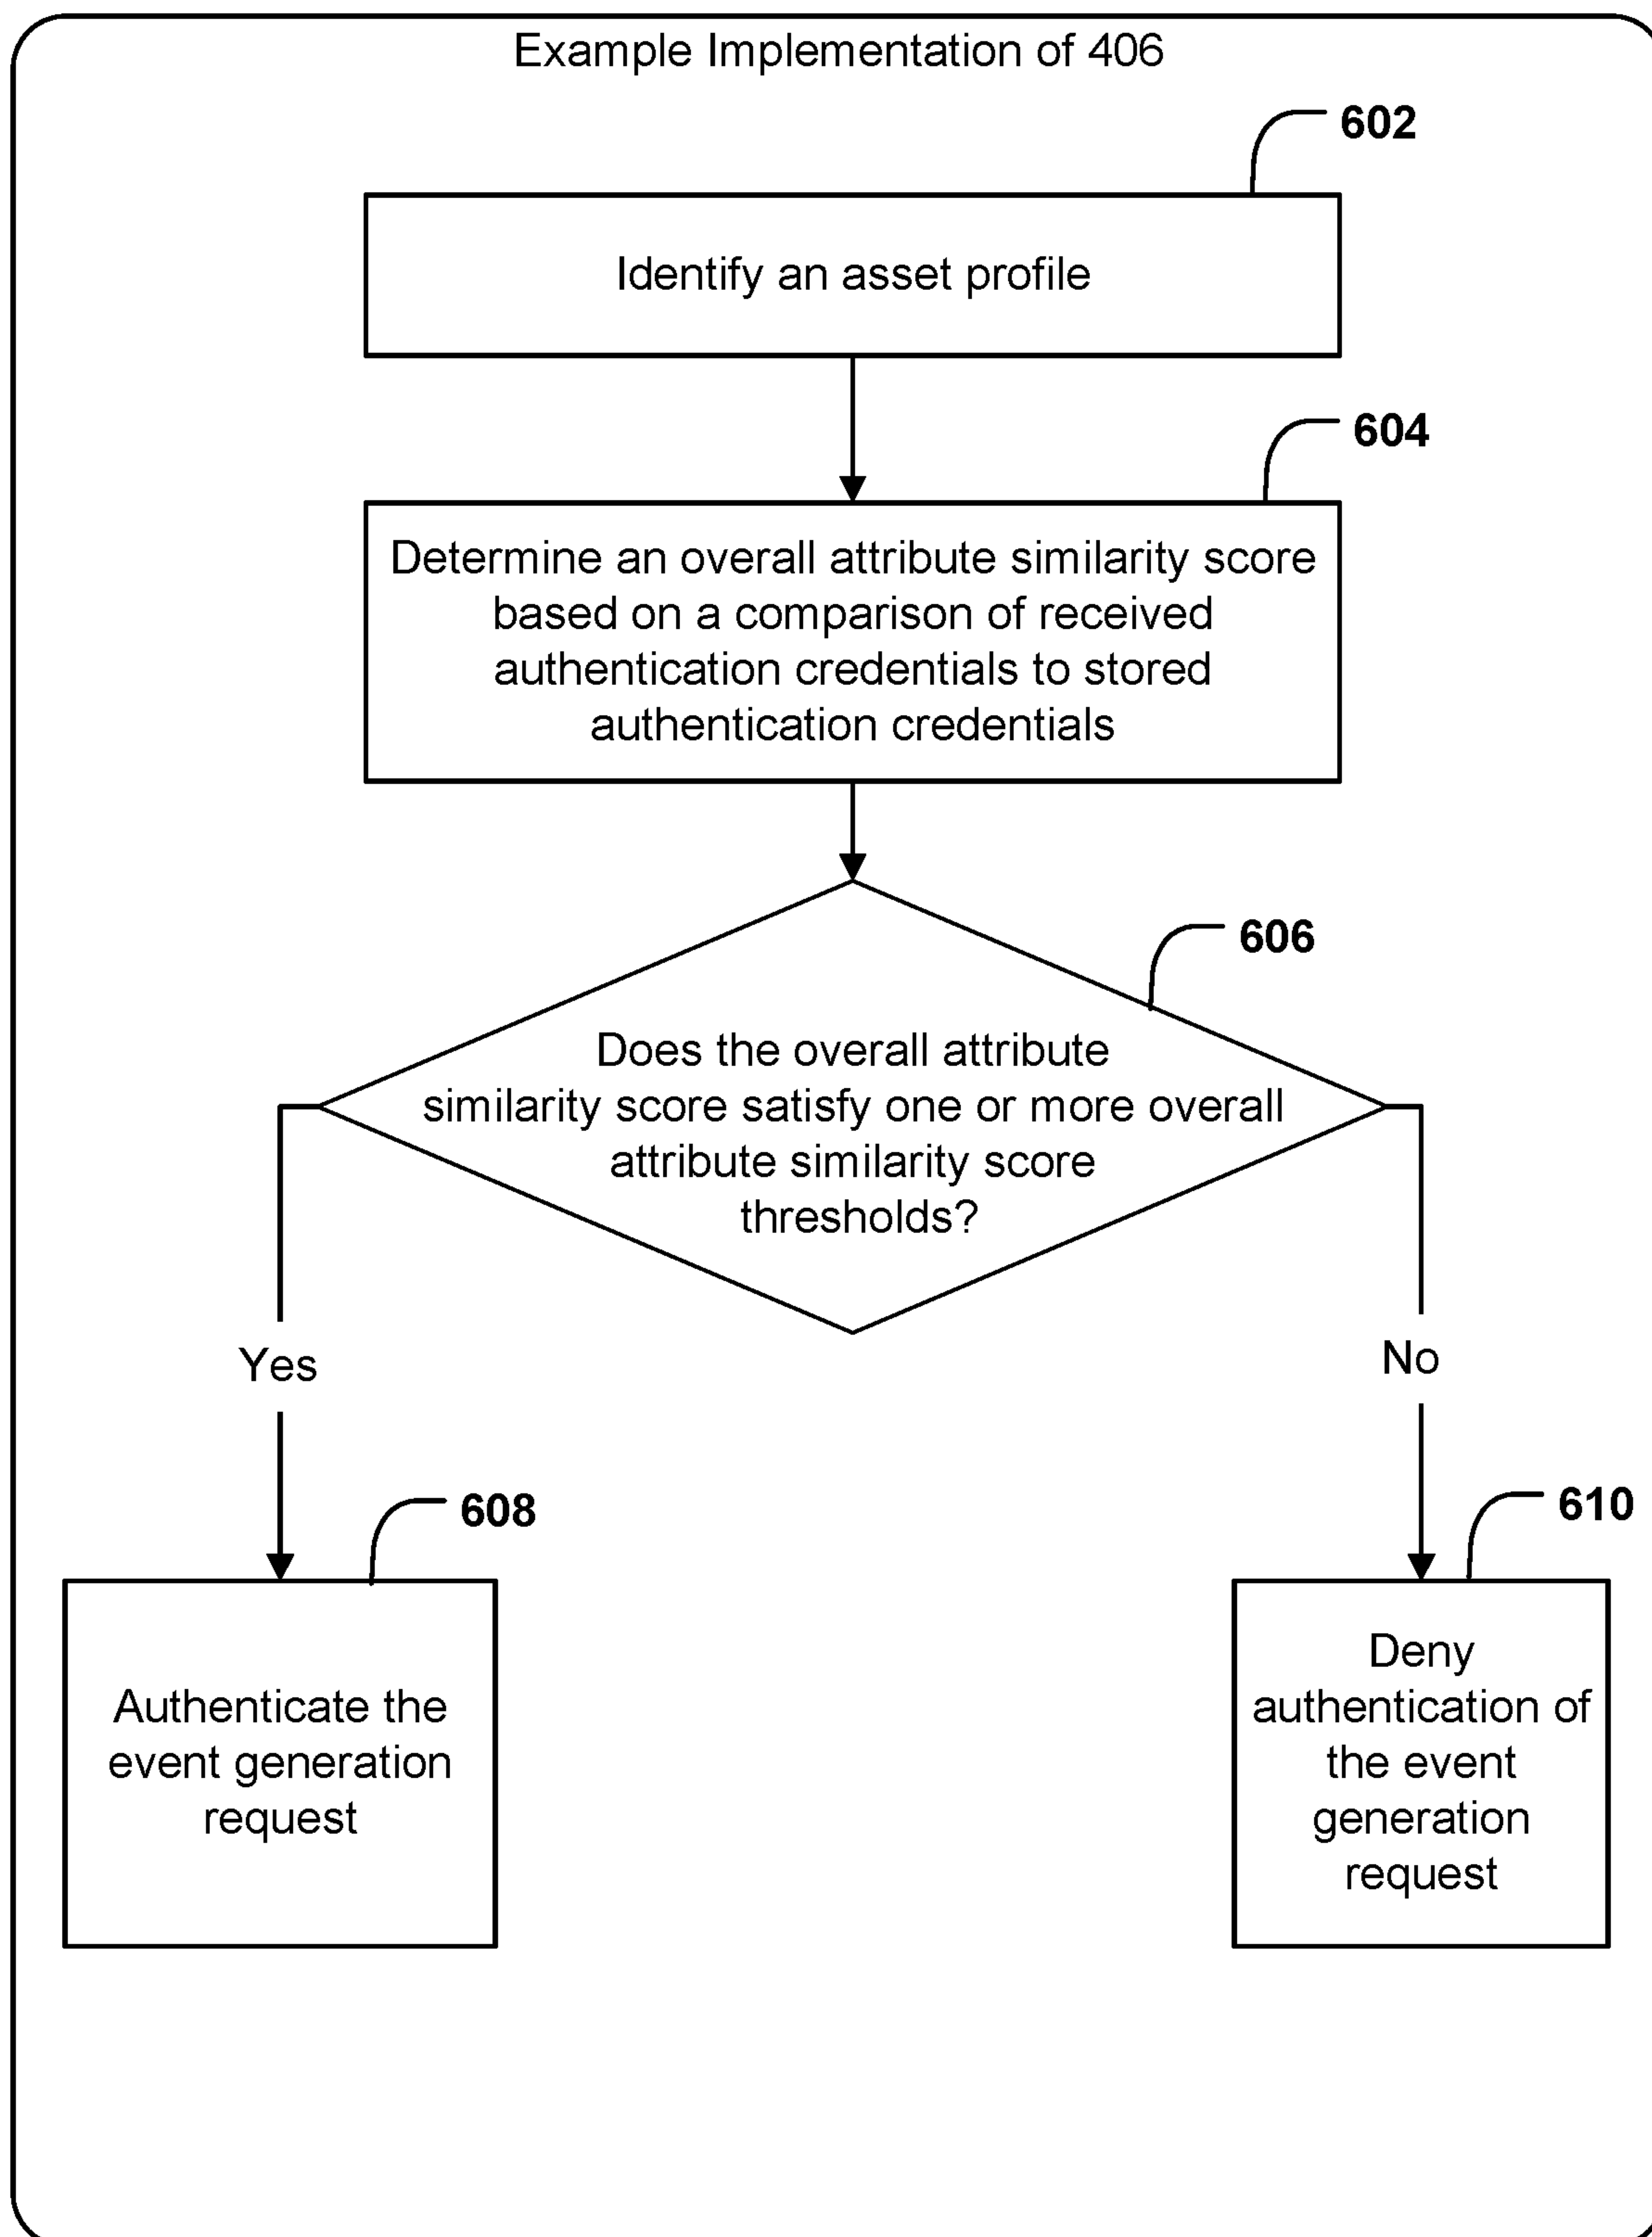 Example Implementation of 406
602
Identify an asset profile
604
Determine an overall attribute similarity score
based on a comparison of received
authentication credentials to stored
authentication credentials
606
Does the overall attribute
similarity score satisfy one or more overall
attribute similarity score
thresholds?
Yes
No
608
Authenticate the
event generation
request
610
Deny
authentication of
the event
generation
request